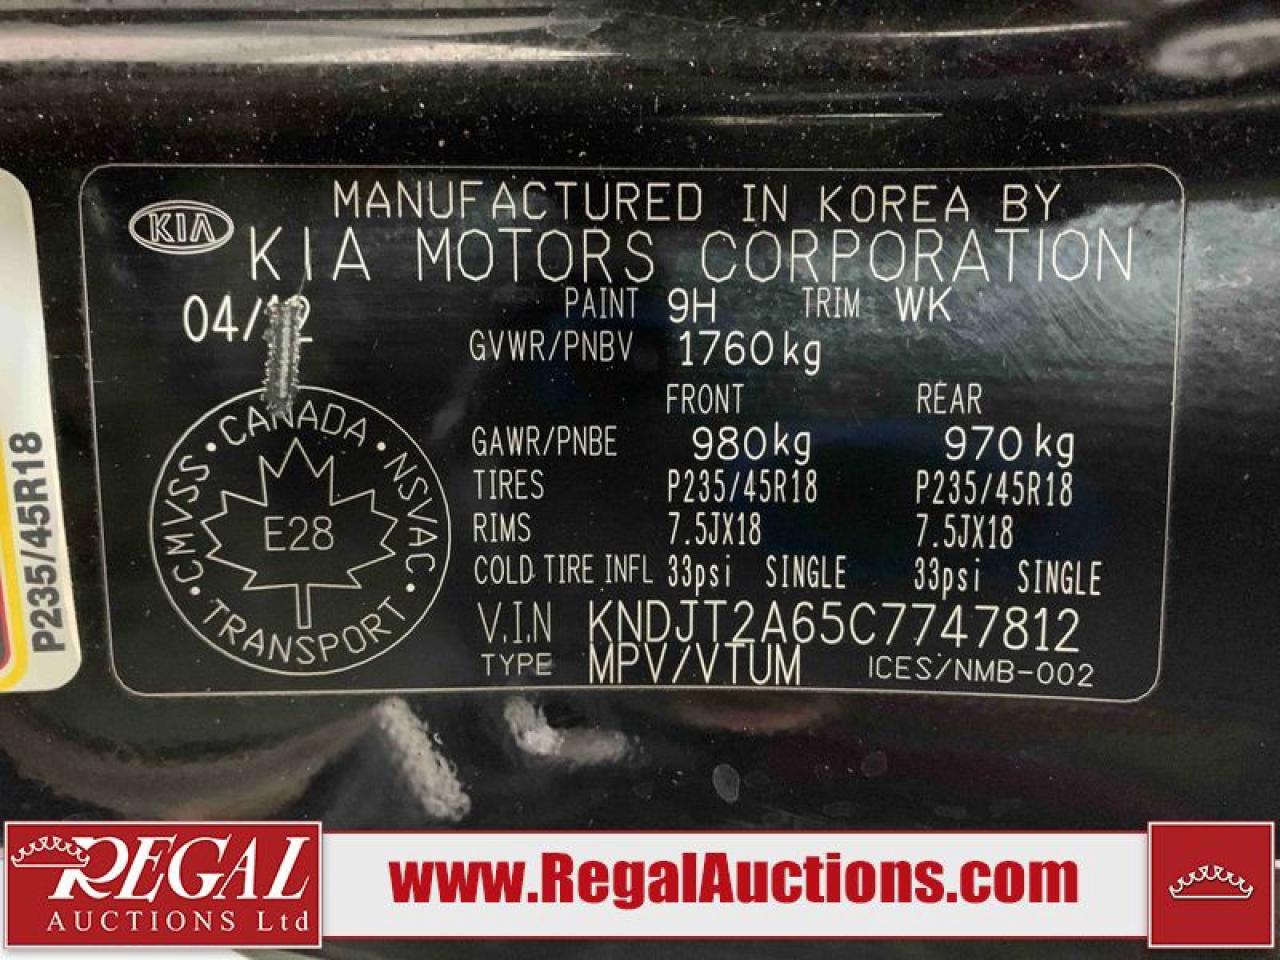 MANUFACTURED IN KOREA BY
KIA
KIA MOTORS CORPORATION
04/12
PAINT 9H TRIM WK
GVWR/PNBV 1760kg
FRONT REAR
GAWR/PNBE 980kg 970kg
TIRES P235/45R18 P235/45R18
RIMS 7.5JX18 7.5JX18
COLD TIRE INFL 33psi SINGLE 33psi SINGLE
V.I.N KNDJT2A65C7747812
TYPE MPV/VTUM ICES/NMB-002
CANADA · NSVAC · TRANSPORT · CMVSS ·
E28
P235/45R18
REGAL
AUCTIONS Ltd
www.RegalAuctions.com